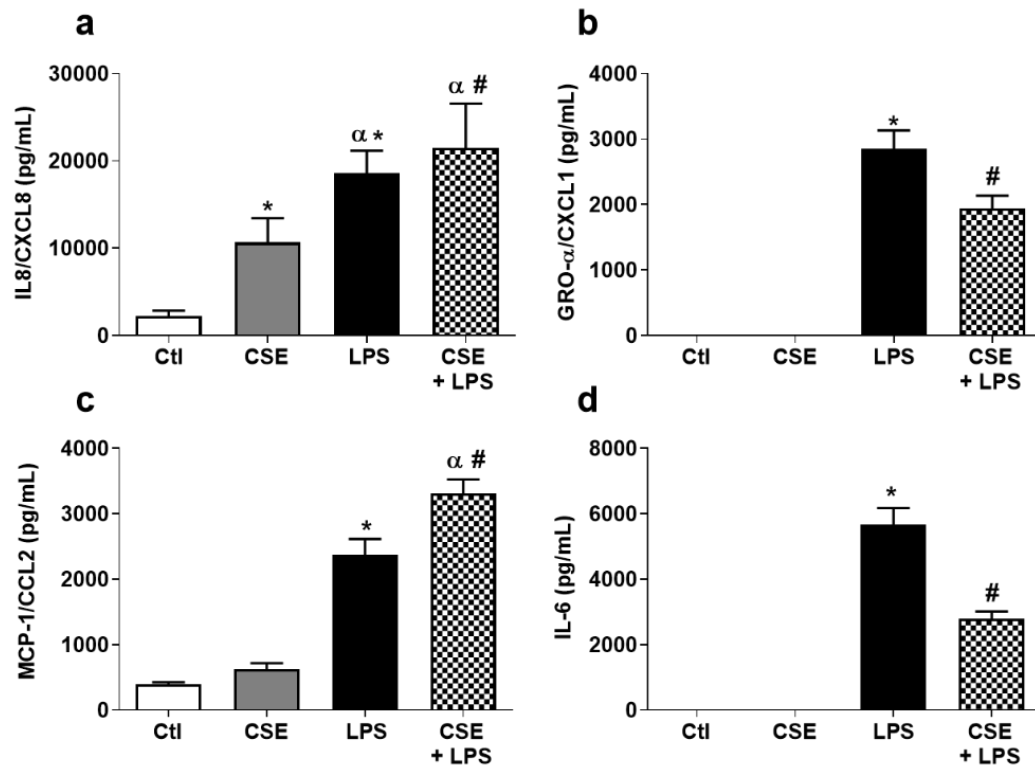 a
IL8/CXCL8 (pg/mL)
30000
20000
10000
0
*
α *
α #
Ctl
CSE
LPS
CSE
+ LPS
b
GRO-α/CXCL1 (pg/mL)
4000
3000
2000
1000
0
*
#
Ctl
CSE
LPS
CSE
+ LPS
c
MCP-1/CCL2 (pg/mL)
4000
3000
2000
1000
0
*
α #
Ctl
CSE
LPS
CSE
+ LPS
d
IL-6 (pg/mL)
8000
6000
4000
2000
0
*
#
Ctl
CSE
LPS
CSE
+ LPS